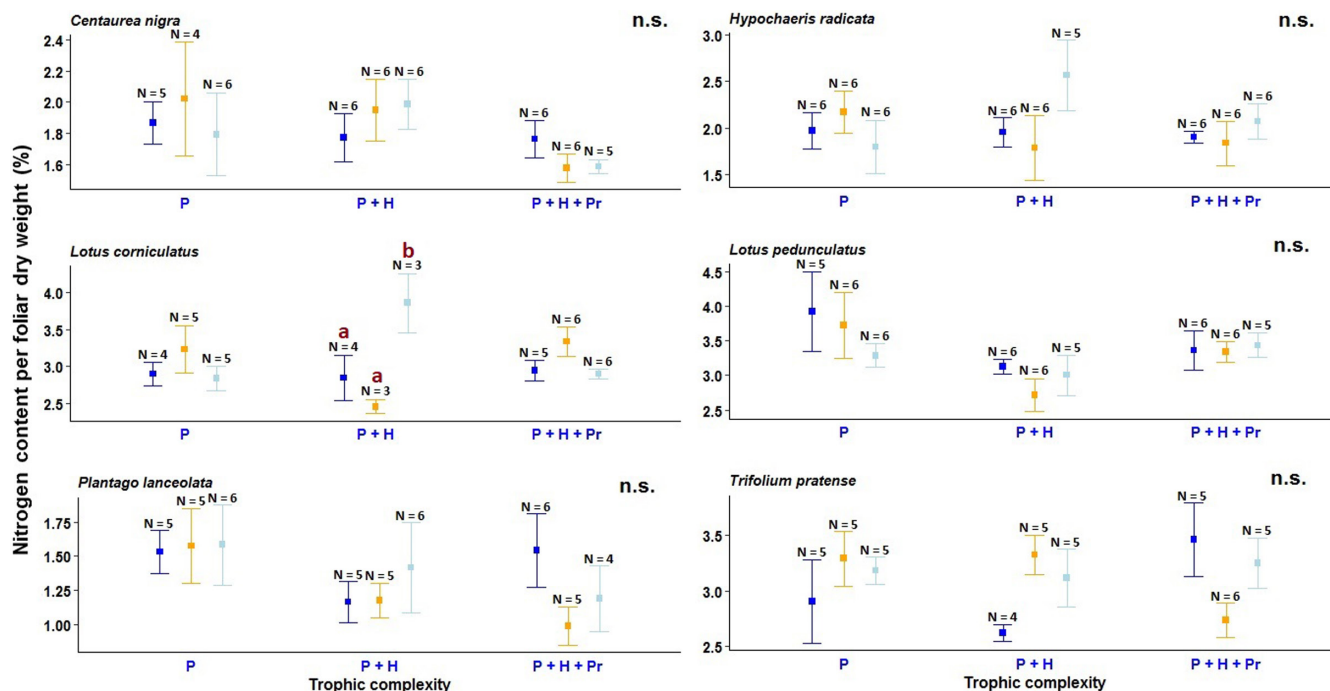 Nitrogen content per foliar dry weight (%)
Centaurea nigra
n.s.
2.4
2.2
2.0
1.8
1.6
N = 5
N = 4
N = 6
N = 6
N = 6
N = 6
N = 6
N = 6
N = 5
P
P + H
P + H + Pr
Hypochaeris radicata
n.s.
3.0
2.5
2.0
1.5
N = 6
N = 6
N = 6
N = 6
N = 6
N = 5
N = 6
N = 6
N = 6
P
P + H
P + H + Pr
Lotus corniculatus
4.0
3.5
3.0
2.5
N = 4
N = 5
N = 5
a
N = 4
a
N = 3
b
N = 3
N = 5
N = 6
N = 6
P
P + H
P + H + Pr
Lotus pedunculatus
n.s.
4.5
4.0
3.5
3.0
2.5
N = 5
N = 6
N = 6
N = 6
N = 6
N = 5
N = 6
N = 6
N = 5
P
P + H
P + H + Pr
Plantago lanceolata
n.s.
1.75
1.50
1.25
1.00
N = 5
N = 5
N = 6
N = 5
N = 5
N = 6
N = 6
N = 5
N = 4
P
P + H
P + H + Pr
Trophic complexity
Trifolium pratense
n.s.
3.5
3.0
2.5
N = 5
N = 5
N = 5
N = 4
N = 5
N = 5
N = 5
N = 6
N = 5
P
P + H
P + H + Pr
Trophic complexity